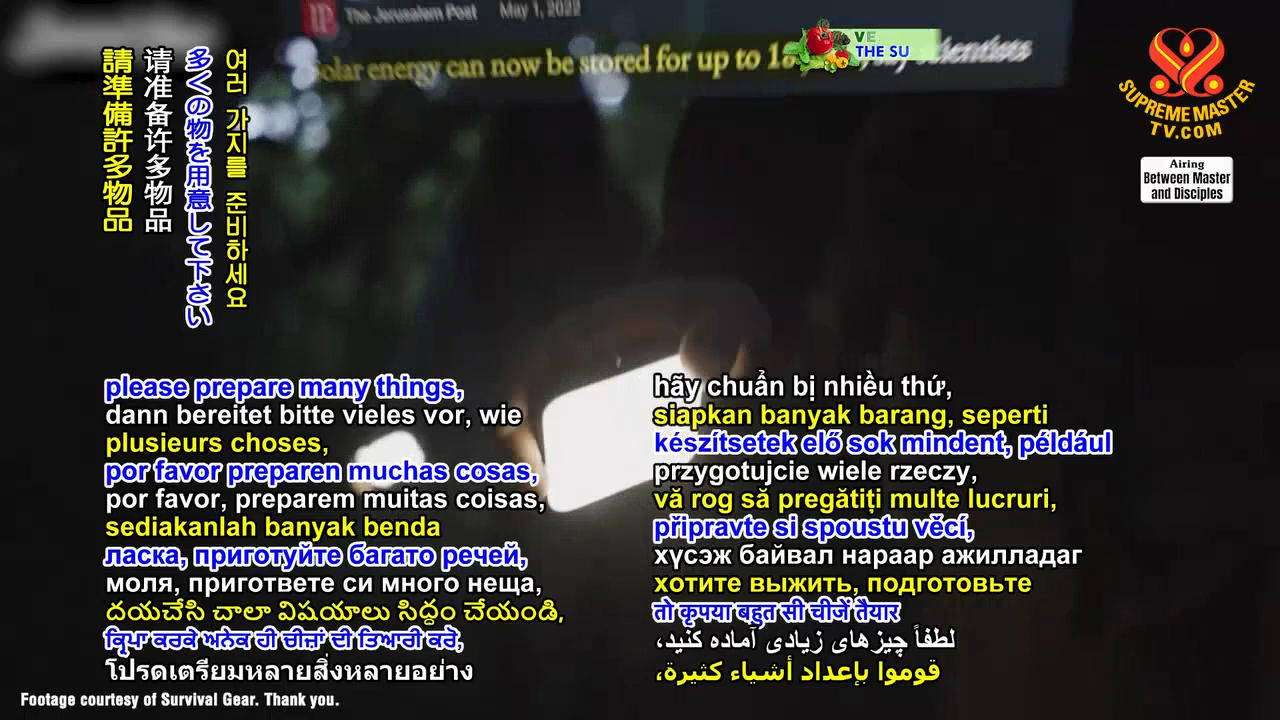 The Jerusalem Post May 1, 2022
olar energy can now be stored for up to 18
scientists
VE
THE SU
SUPREME MASTER
TV.COM
Airing
Between Master
and Disciples
여러 가지를 준비하세요
多くの物を用意して下さい
请准备许多物品
請準備許多物品
please prepare many things,
dann bereitet bitte vieles vor, wie
plusieurs choses,
por favor preparen muchas cosas,
por favor, preparem muitas coisas,
sediakanlah banyak benda
ласка, приготуйте багато речей,
моля, пригответе си много неща,
దయచేసి చాలా విషయాలు సిద్ధం చేయండి,
ਕ੍ਰਿਪਾ ਕਰਕੇ ਅਨੇਕ ਹੀ ਚੀਜ਼ਾਂ ਦੀ ਤਿਆਰੀ ਕਰੋ,
โปรดเตรียมหลายสิ่งหลายอย่าง
hãy chuẩn bị nhiều thứ,
siapkan banyak barang, seperti
készítsetek elő sok mindent, például
przygotujcie wiele rzeczy,
vă rog să pregătiți multe lucruri,
připravte si spoustu věcí,
хүсэж байвал нараар ажилладаг
хотите выжить, подготовьте
तो कृपया बहुत सी चीजें तैयार
لطفاً چیزهای زیادی آماده کنید،
قوموا بإعداد أشياء كثيرة،
Footage courtesy of Survival Gear. Thank you.